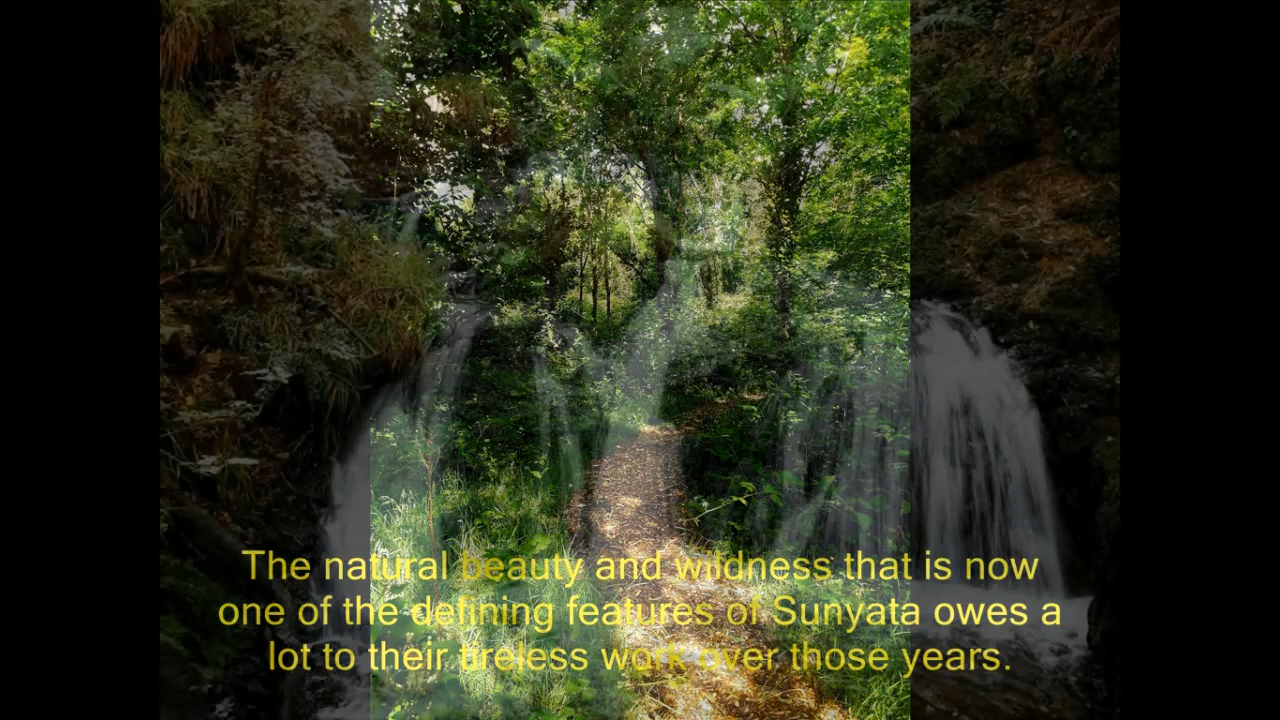 The natural beauty and wildness that is now
one of the defining features of Sunyata owes a
lot to their tireless work over those years.